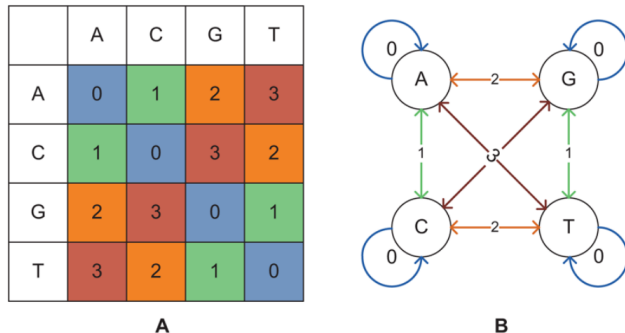 A C G T
A 0 1 2 3
C 1 0 3 2
G 2 3 0 1
T 3 2 1 0
A
0 0
A 2 G
1 3 1
C 2 T
0 0
B